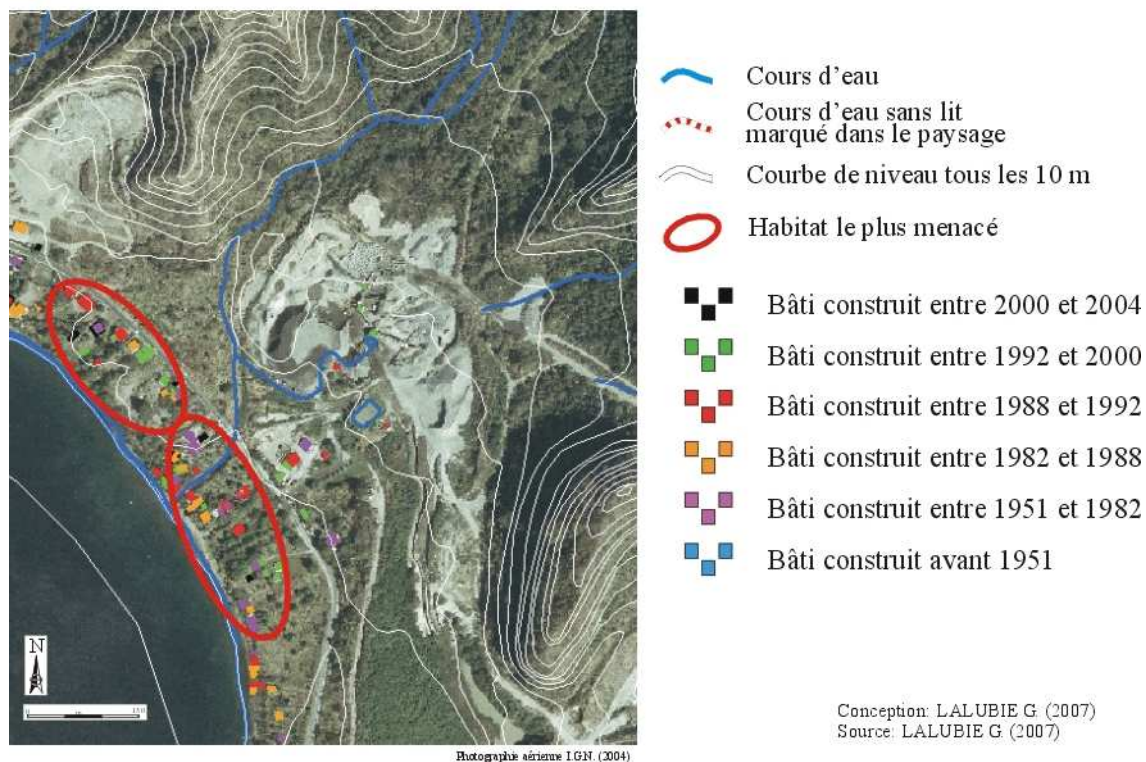 Cours d'eau
Cours d'eau sans lit
marqué dans le paysage
Courbe de niveau tous les 10 m
Habitat le plus menacé
Bâti construit entre 2000 et 2004
Bâti construit entre 1992 et 2000
Bâti construit entre 1988 et 1992
Bâti construit entre 1982 et 1988
Bâti construit entre 1951 et 1982
Bâti construit avant 1951
N
Conception: LALUBIE G. (2007)
Source: LALUBIE G. (2007)
Photographie aérienne I.G.N. (2004)